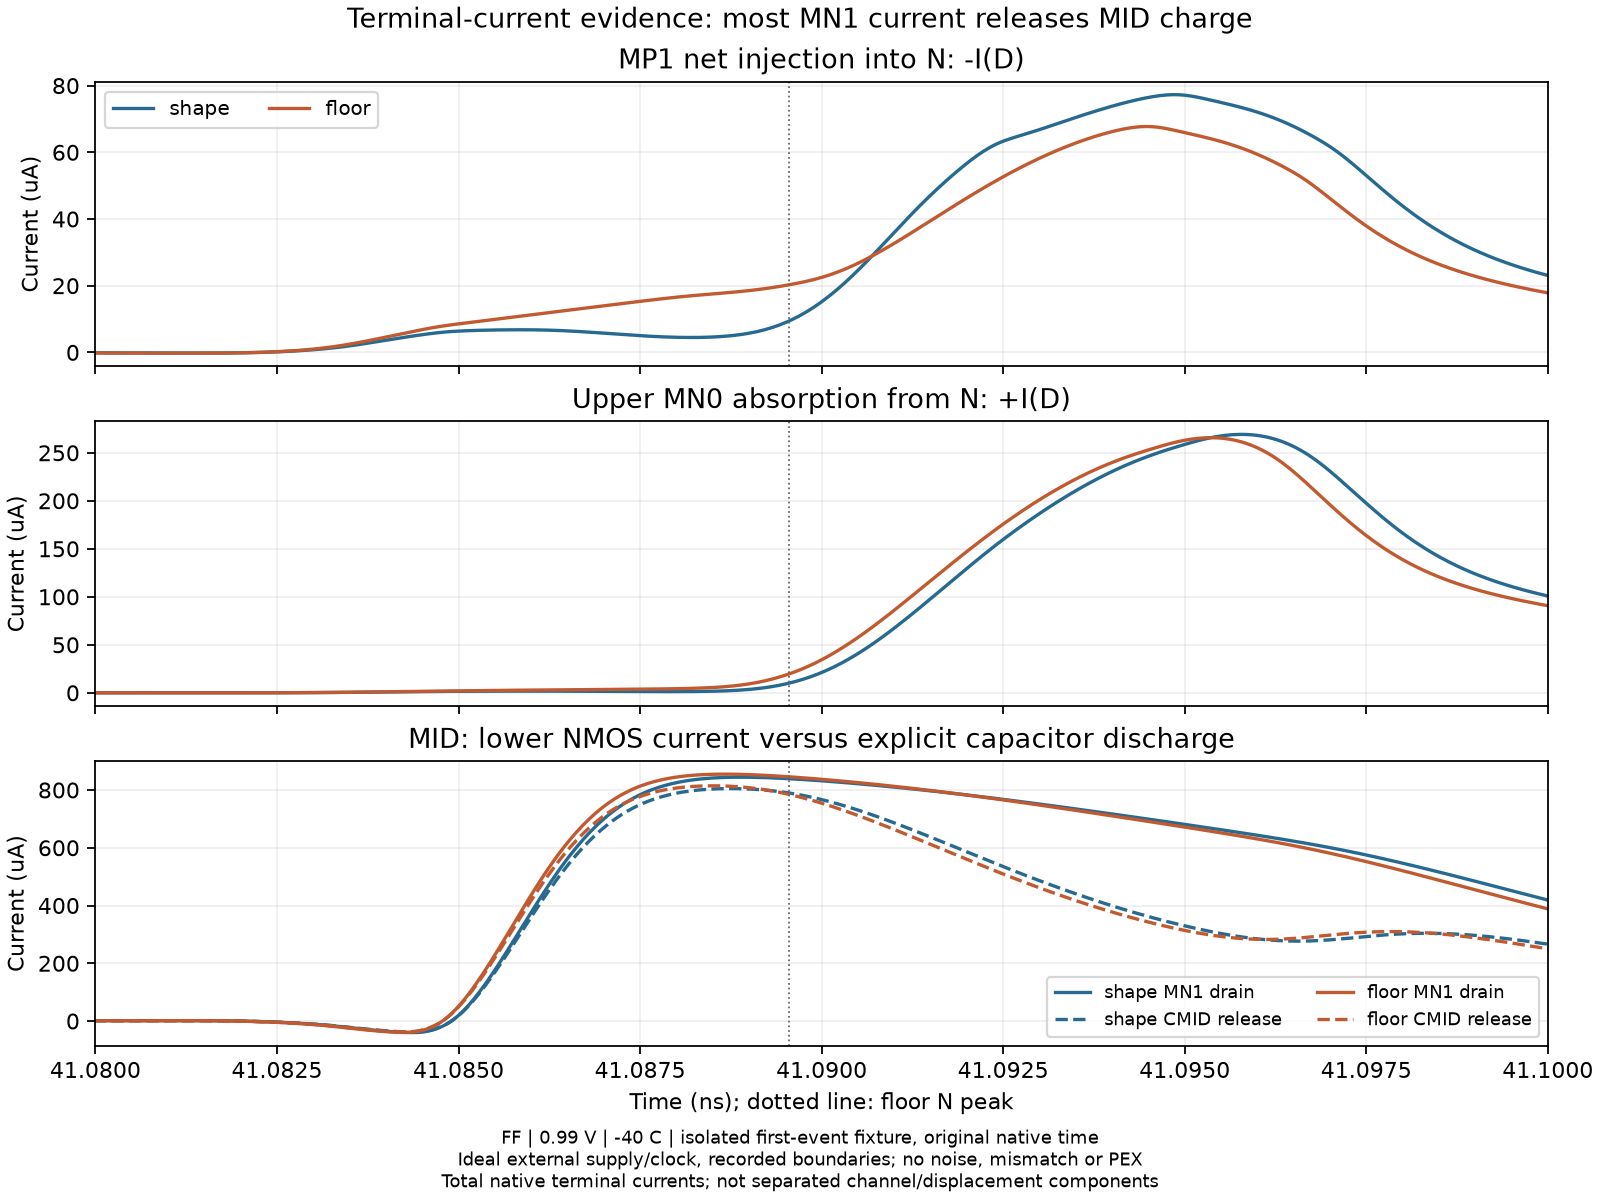 Terminal-current evidence: most MN1 current releases MID charge
MP1 net injection into N: -I(D)
80
60
40
20
0
Current (uA)
shape
floor
Upper MN0 absorption from N: +I(D)
250
200
150
100
50
0
Current (uA)
MID: lower NMOS current versus explicit capacitor discharge
800
600
400
200
0
Current (uA)
shape MN1 drain
shape CMID release
floor MN1 drain
floor CMID release
41.0800 41.0825 41.0850 41.0875 41.0900 41.0925 41.0950 41.0975 41.1000
Time (ns); dotted line: floor N peak
FF | 0.99 V | -40 C | isolated first-event fixture, original native time
Ideal external supply/clock, recorded boundaries; no noise, mismatch or PEX
Total native terminal currents; not separated channel/displacement components